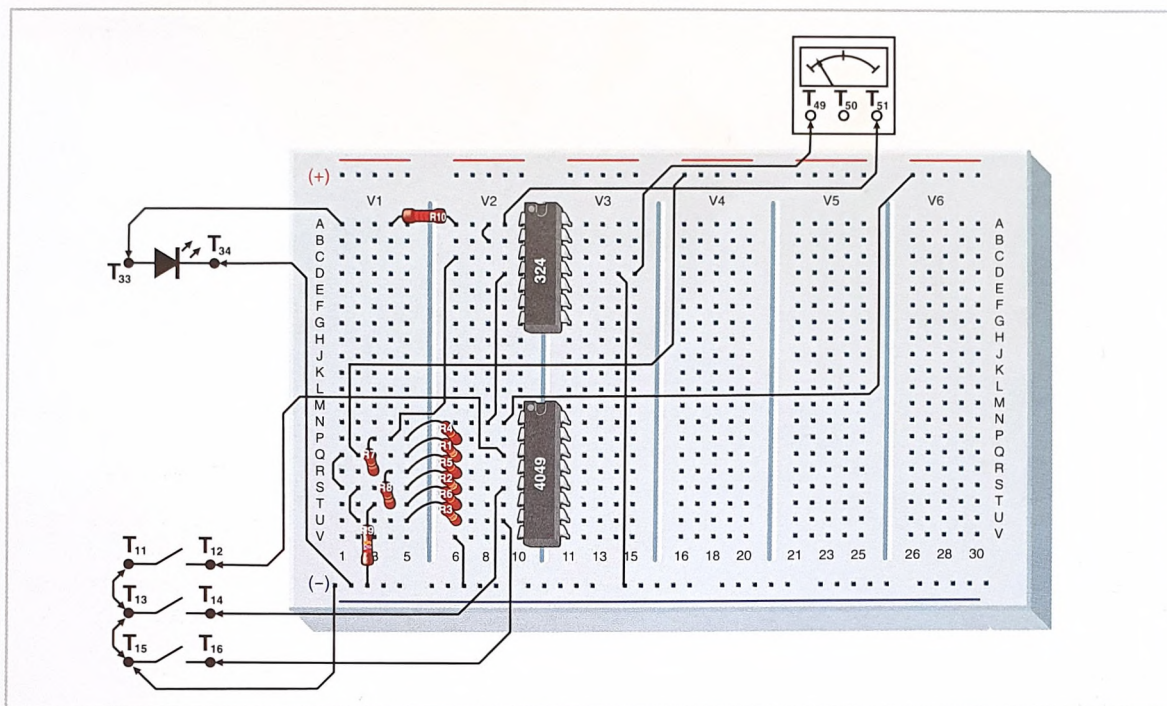 T49 T50 T51
(+)
V1 V2 V3 V4 V5 V6
A R10 A
B B
C C
T34
D D
T33
324
E E
F F
G G
H H
J J
K K
L L
M M
N N
R4
P P
R1
Q Q
R7
R5
R R
R2
S S
R8
4049
R6
T T
R3
U U
R9
V V
1 3 5 6 8 10 11 13 15 16 18 20 21 23 25 26 28 30
T11 T12
(−)
T13 T14
T15 T16